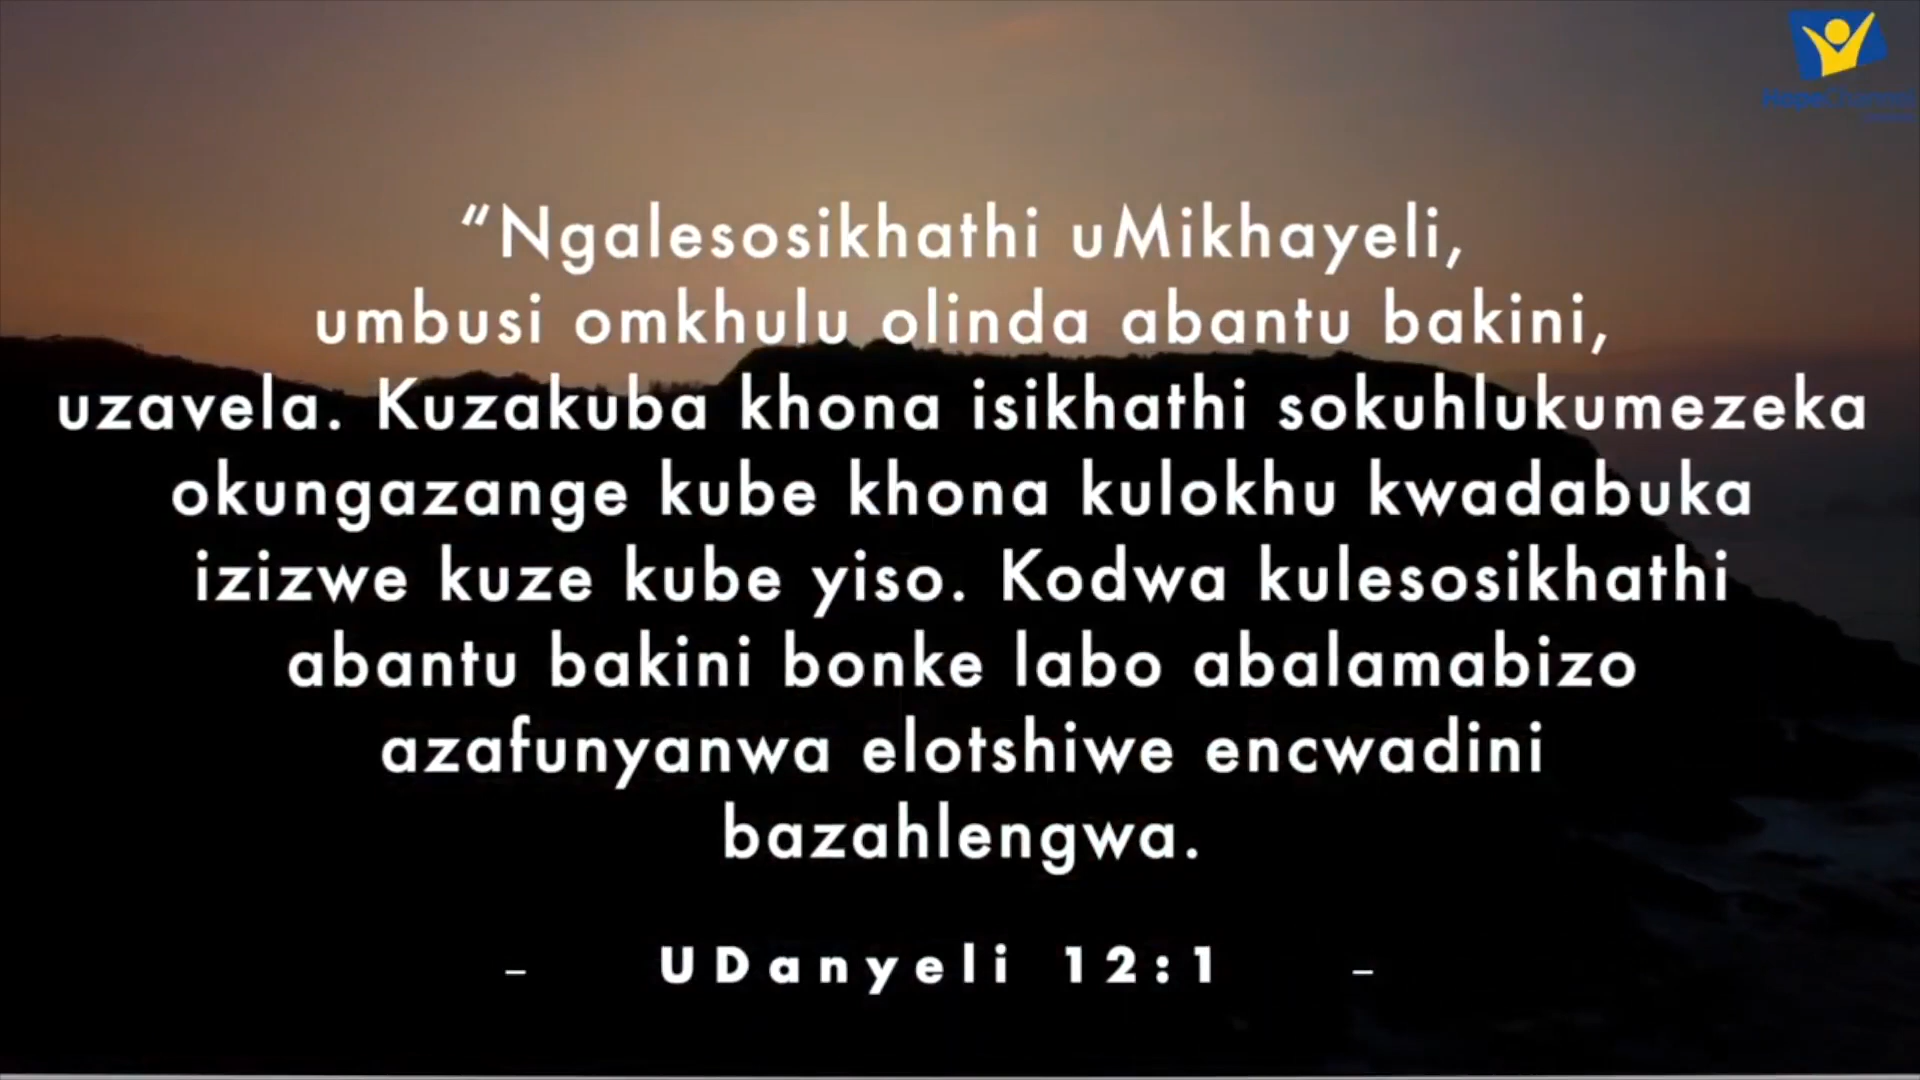 HopeChannel
“Ngalesosikhathi uMikhayeli,
umbusi omkhulu olinda abantu bakini,
uzavela. Kuzakuba khona isikhathi sokuhlukumezeka
okungazange kube khona kulokhu kwadabuka
izizwe kuze kube yiso. Kodwa kulesosikhathi
abantu bakini bonke labo abalamabizo
azafunyanwa elotshiwe encwadini
bazahlengwa.
– UDanyeli 12:1 –